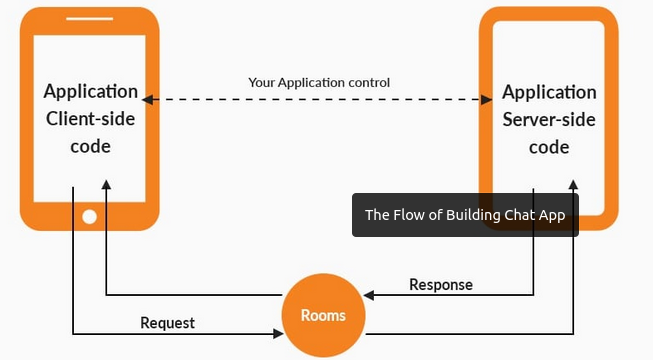 Your Application control
Application
Client-side
code
Application
Server-side
code
The Flow of Building Chat App
Response
Rooms
Request